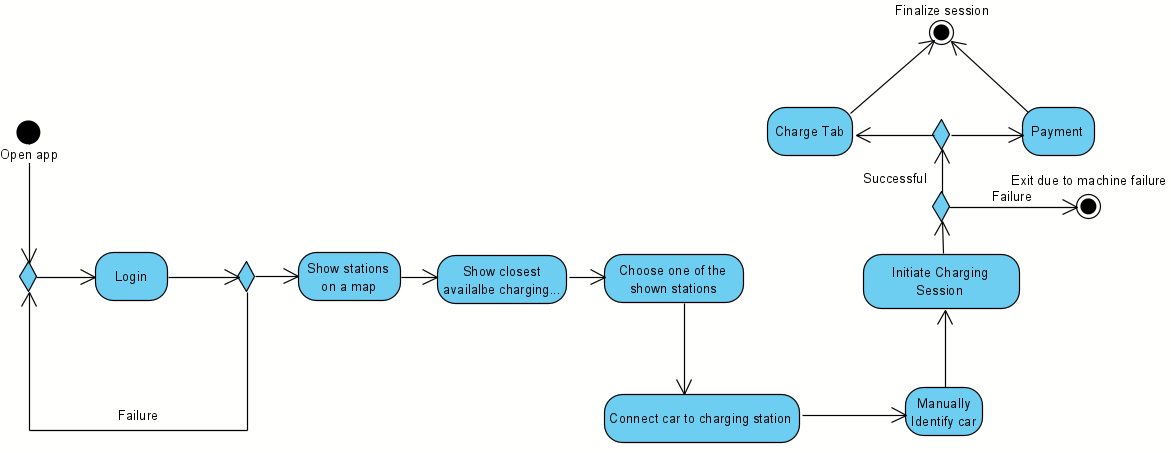 Finalize session
Charge Tab
Payment
Open app
Successful
Exit due to machine failure
Failure
Login
Show stations
on a map
Show closest
availalbe charging...
Choose one of the
shown stations
Initiate Charging
Session
Failure
Connect car to charging station
Manually
Identify car